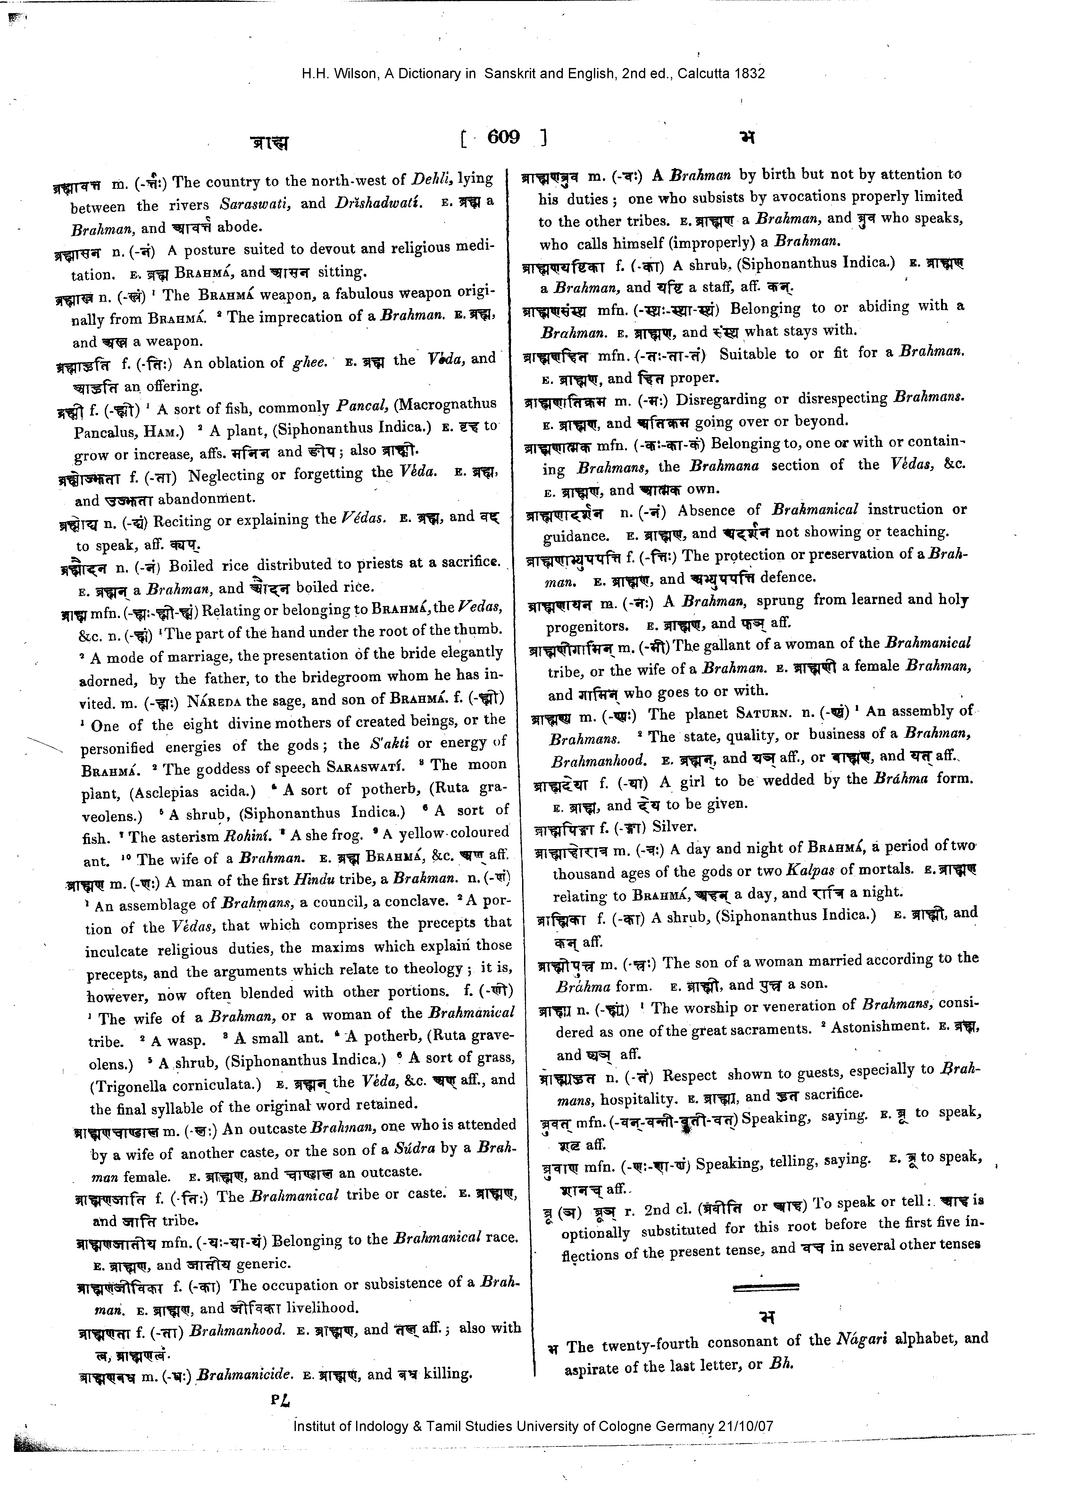 H.H. Wilson, A Dictionary in Sanskrit and English, 2nd ed., Calcutta 1832
ब्राह्म [ 609 ] भ
ब्रह्मावर्त्त m. (-र्त्तः) The country to the north-west of Dehli, lying
between the rivers Saraswati, and Drïshadwatí. E. ब्रह्म a
Brahman, and आवर्त्त abode.
ब्रह्मासन n. (-नं) A posture suited to devout and religious medi-
tation. E. ब्रह्म BRAHMÁ, and आसन sitting.
ब्रह्मास्त्र n. (-स्त्रं) ¹ The BRAHMÁ weapon, a fabulous weapon origi-
nally from BRAHMÁ. ² The imprecation of a Brahman. E. ब्रह्म,
and अस्त्र a weapon.
ब्रह्माहुति f. (-तिः) An oblation of ghee. E. ब्रह्म the Véda, and
आहुति an offering.
ब्रह्मी f. (-ह्मी) ¹ A sort of fish, commonly Pancal, (Macrognathus
Pancalus, HAM.) ² A plant, (Siphonanthus Indica.) E. वृह to
grow or increase, affs. मनिन and ङीप; also ब्राह्मी.
ब्रह्मोज्झता f. (-ता) Neglecting or forgetting the Véda. E. ब्रह्म,
and उज्झता abandonment.
ब्रह्मोद्य n. (-द्यं) Reciting or explaining the Védas. E. ब्रह्म, and वद्
to speak, aff. क्यप्.
ब्रह्मौदन n. (-नं) Boiled rice distributed to priests at a sacrifice.
E. ब्रह्मन् a Brahman, and ओदन boiled rice.
ब्राह्म mfn. (-ह्मः-ह्मी-ह्मं) Relating or belonging to BRAHMÁ, the Vedas,
&c. n. (-ह्मं) ¹ The part of the hand under the root of the thumb.
² A mode of marriage, the presentation of the bride elegantly
adorned, by the father, to the bridegroom whom he has in-
vited. m. (-ह्मः) NÁREDA the sage, and son of BRAHMÁ. f. (-ह्मी)
¹ One of the eight divine mothers of created beings, or the
personified energies of the gods; the S'akti or energy of
BRAHMÁ. ² The goddess of speech SARASWATÍ. ³ The moon
plant, (Asclepias acida.) ⁴ A sort of potherb, (Ruta gra-
veolens.) ⁵ A shrub, (Siphonanthus Indica.) ⁶ A sort of
fish. ⁷ The asterism Rohiní. ⁸ A she frog. ⁹ A yellow-coloured
ant. ¹⁰ The wife of a Brahman. E. ब्रह्म BRAHMÁ, &c. अण् aff.
ब्राह्मण m. (-णः) A man of the first Hindu tribe, a Brahman. n. (-णं)
¹ An assemblage of Brahmans, a council, a conclave. ² A por-
tion of the Védas, that which comprises the precepts that
inculcate religious duties, the maxims which explain those
precepts, and the arguments which relate to theology; it is,
however, now often blended with other portions. f. (-णी)
¹ The wife of a Brahman, or a woman of the Brahmanical
tribe. ² A wasp. ³ A small ant. ⁴ A potherb, (Ruta grave-
olens.) ⁵ A shrub, (Siphonanthus Indica.) ⁶ A sort of grass,
(Trigonella corniculata.) E. ब्रह्मन् the Véda, &c. अण् aff., and
the final syllable of the original word retained.
ब्राह्मणचाण्डाल m. (-लः) An outcaste Brahman, one who is attended
by a wife of another caste, or the son of a Súdra by a Brah-
man female. E. ब्राह्मण, and चाण्डाल an outcaste.
ब्राह्मणजाति f. (-तिः) The Brahmanical tribe or caste. E. ब्राह्मण,
and जाति tribe.
ब्राह्मणजातीय mfn. (-यः-या-यं) Belonging to the Brahmanical race.
E. ब्राह्मण, and जातीय generic.
ब्राह्मणजीविका f. (-का) The occupation or subsistence of a Brah-
man. E. ब्राह्मण, and जीविका livelihood.
ब्राह्मणता f. (-ता) Brahmanhood. E. ब्राह्मण, and तल् aff.; also with
त्व, ब्राह्मणत्वं.
ब्राह्मणबध m. (-धः) Brahmanicide. E. ब्राह्मण, and बध killing.
ब्राह्मणब्रुव m. (-वः) A Brahman by birth but not by attention to
his duties; one who subsists by avocations properly limited
to the other tribes. E. ब्राह्मण a Brahman, and ब्रुव who speaks,
who calls himself (improperly) a Brahman.
ब्राह्मणयष्टिका f. (-का) A shrub, (Siphonanthus Indica.) E. ब्राह्मण
a Brahman, and यष्टि a staff, aff. कन्.
ब्राह्मणसंस्थ mfn. (-स्थः-स्था-स्थं) Belonging to or abiding with a
Brahman. E. ब्राह्मण, and संस्थ what stays with.
ब्राह्मणहित mfn. (-तः-ता-तं) Suitable to or fit for a Brahman.
E. ब्राह्मण, and हित proper.
ब्राह्मणातिक्रम m. (-मः) Disregarding or disrespecting Brahmans.
E. ब्राह्मण, and अतिक्रम going over or beyond.
ब्राह्मणात्मक mfn. (-कः-का-कं) Belonging to, one or with or contain-
ing Brahmans, the Brahmana section of the Védas, &c.
E. ब्राह्मण, and आत्मक own.
ब्राह्मणादर्शन n. (-नं) Absence of Brahmanical instruction or
guidance. E. ब्राह्मण, and अदर्शन not showing or teaching.
ब्राह्मणाभ्युपपत्ति f. (-त्तिः) The protection or preservation of a Brah-
man. E. ब्राह्मण, and अभ्युपपत्ति defence.
ब्राह्मणायन m. (-नः) A Brahman, sprung from learned and holy
progenitors. E. ब्राह्मण, and फञ् aff.
ब्राह्मणीगामिन् m. (-मी) The gallant of a woman of the Brahmanical
tribe, or the wife of a Brahman. E. ब्राह्मणी a female Brahman,
and गामिन् who goes to or with.
ब्राह्मण्य m. (-ण्यः) The planet SATURN. n. (-ण्यं) ¹ An assembly of
Brahmans. ² The state, quality, or business of a Brahman,
Brahmanhood. E. ब्रह्मन्, and यञ् aff., or ब्राह्मण, and यत् aff.
ब्राह्मदेया f. (-या) A girl to be wedded by the Bráhma form.
E. ब्राह्म, and देय to be given.
ब्राह्मपिङ्गा f. (-ङ्गा) Silver.
ब्राह्माहोरात्र m. (-त्रः) A day and night of BRAHMÁ, a period of two
thousand ages of the gods or two Kalpas of mortals. E. ब्राह्मण
relating to BRAHMÁ, अहन् a day, and रात्रि a night.
ब्राह्मिका f. (-का) A shrub, (Siphonanthus Indica.) E. ब्राह्मी, and
कन् aff.
ब्राह्मीपुत्त्र m. (-त्त्रः) The son of a woman married according to the
Bráhma form. E. ब्राह्मी, and पुत्त्र a son.
ब्राह्म्य n. (-ह्म्यं) ¹ The worship or veneration of Brahmans, consi-
dered as one of the great sacraments. ² Astonishment. E. ब्रह्म,
and ष्यञ् aff.
ब्राह्म्यहुत n. (-तं) Respect shown to guests, especially to Brah-
mans, hospitality. E. ब्राह्म्य, and हुत sacrifice.
ब्रुवत् mfn. (-वन्-वन्ती-ब्रुवती-वत्) Speaking, saying. E. ब्रू to speak,
शतृ aff.
ब्रुवाण mfn. (-णः-णा-णं) Speaking, telling, saying. E. ब्रू to speak,
शानच् aff.
ब्रू (ञ) ब्रूञ् r. 2nd cl. (ब्रवीति or आह) To speak or tell: आह is
optionally substituted for this root before the first five in-
flections of the present tense, and वच in several other tenses
भ
भ The twenty-fourth consonant of the Nágari alphabet, and
aspirate of the last letter, or Bh.
Institut of Indology & Tamil Studies University of Cologne Germany 21/10/07